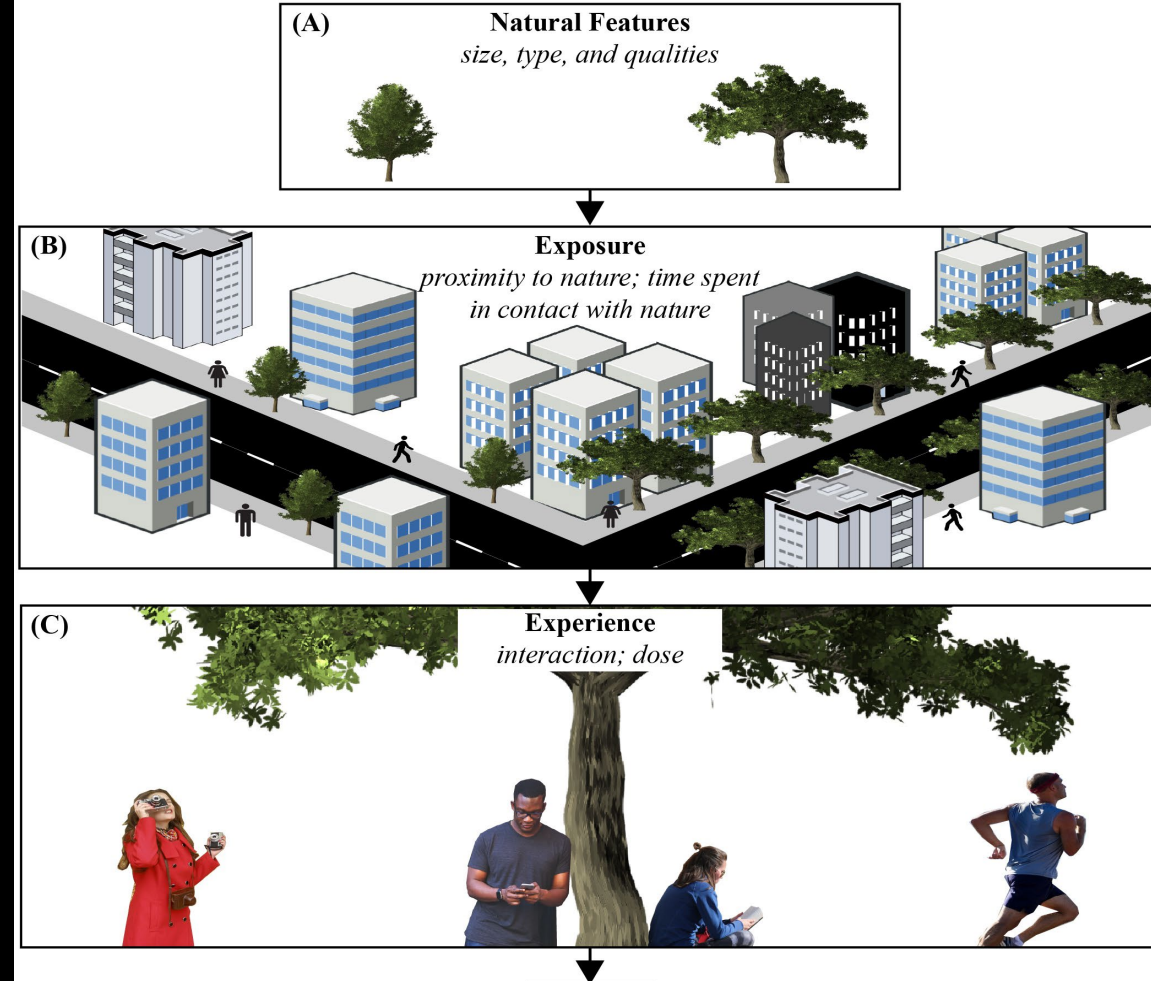 (A)
Natural Features
size, type, and qualities
(B)
Exposure
proximity to nature; time spent
in contact with nature
(C)
Experience
interaction; dose